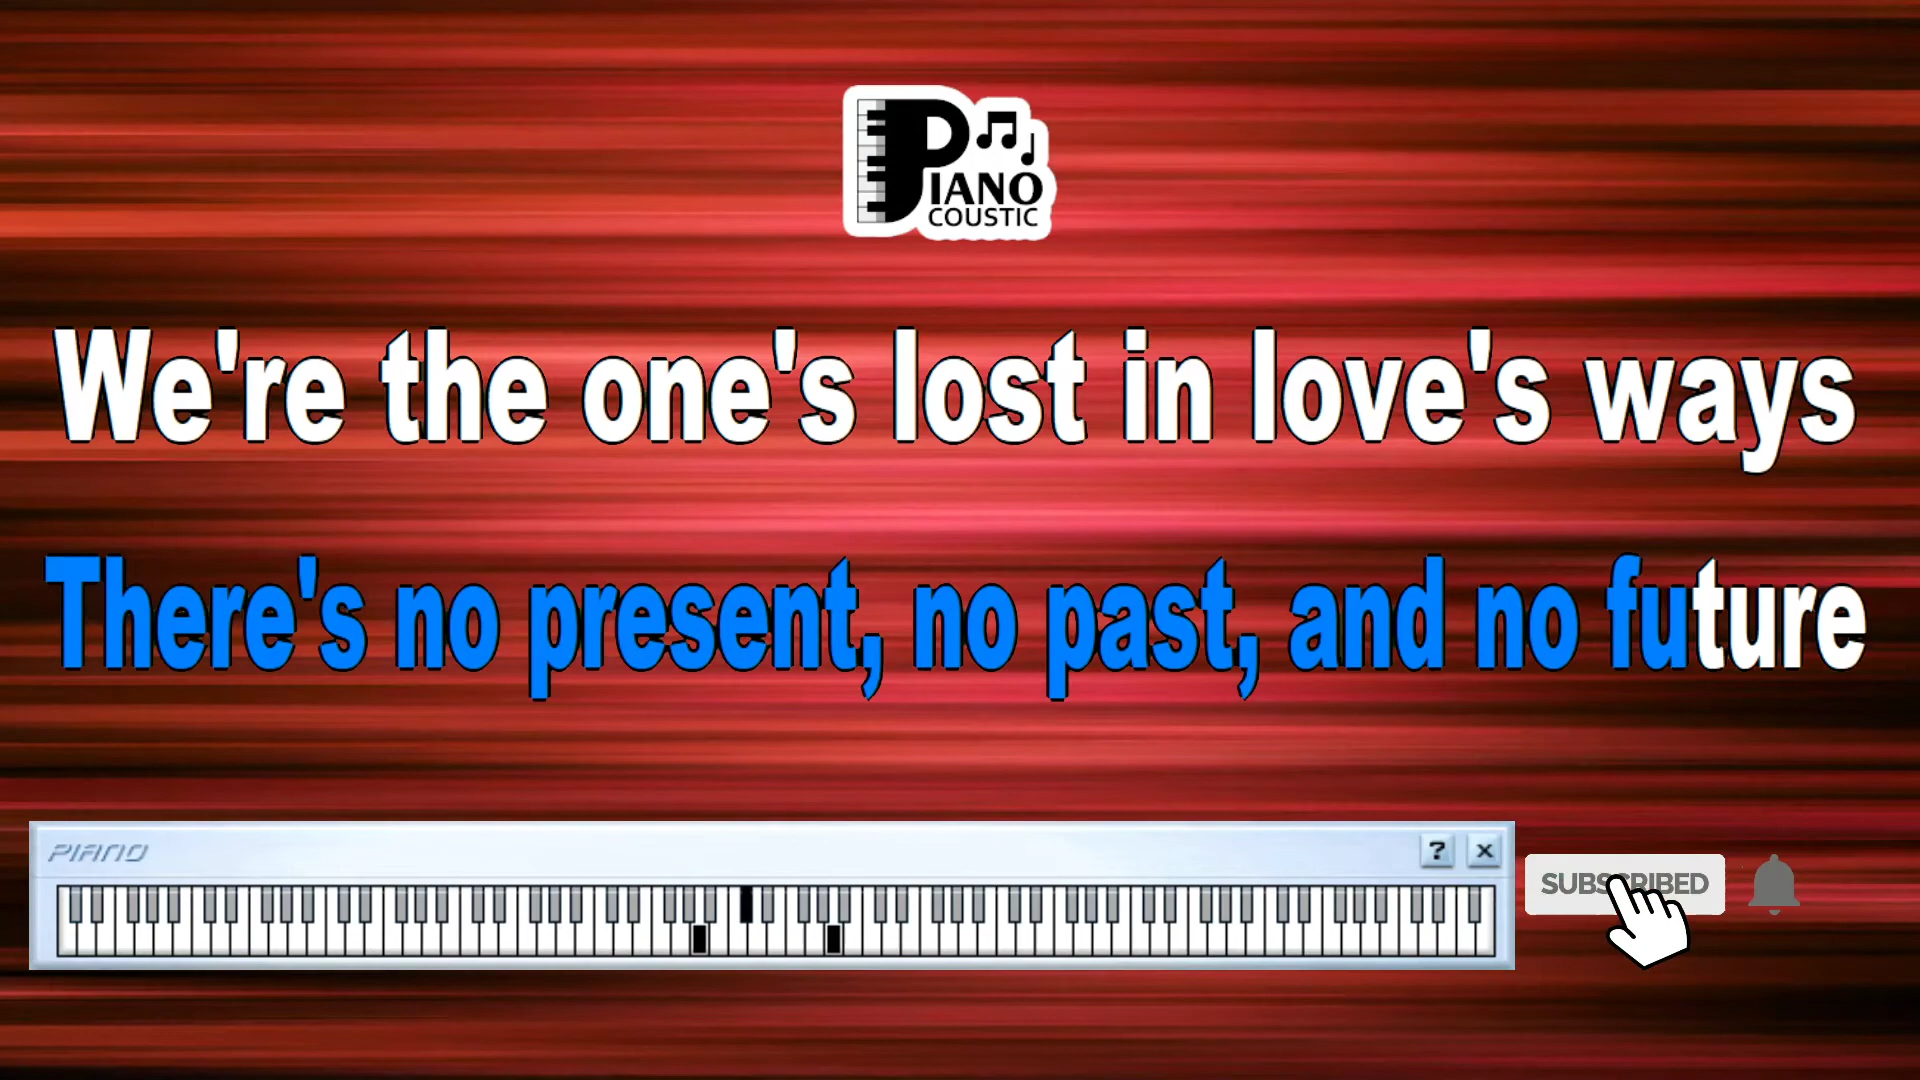 PIANO
COUSTIC
We're the one's lost in love's ways
There's no present, no past, and no future
PIANO
?
×
SUBSCRIBED